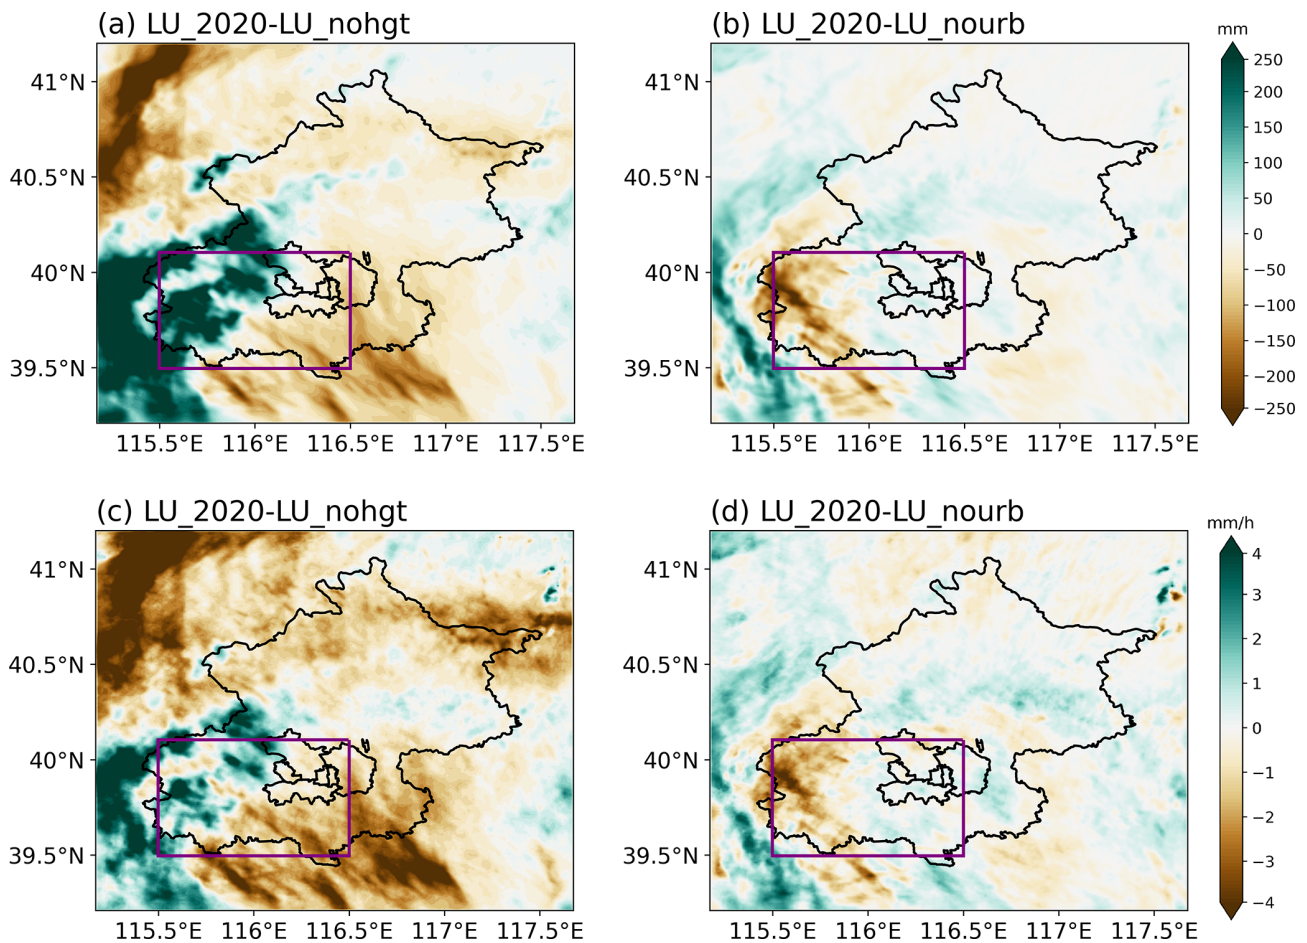 (a) LU_2020-LU_nohgt
(b) LU_2020-LU_nourb
mm
41°N
40.5°N
40°N
39.5°N
115.5°E 116°E 116.5°E 117°E 117.5°E
41°N
40.5°N
40°N
39.5°N
115.5°E 116°E 116.5°E 117°E 117.5°E
250
200
150
100
50
0
−50
−100
−150
−200
−250
(c) LU_2020-LU_nohgt
(d) LU_2020-LU_nourb
mm/h
41°N
40.5°N
40°N
39.5°N
115.5°E 116°E 116.5°E 117°E 117.5°E
41°N
40.5°N
40°N
39.5°N
115.5°E 116°E 116.5°E 117°E 117.5°E
4
3
2
1
0
−1
−2
−3
−4